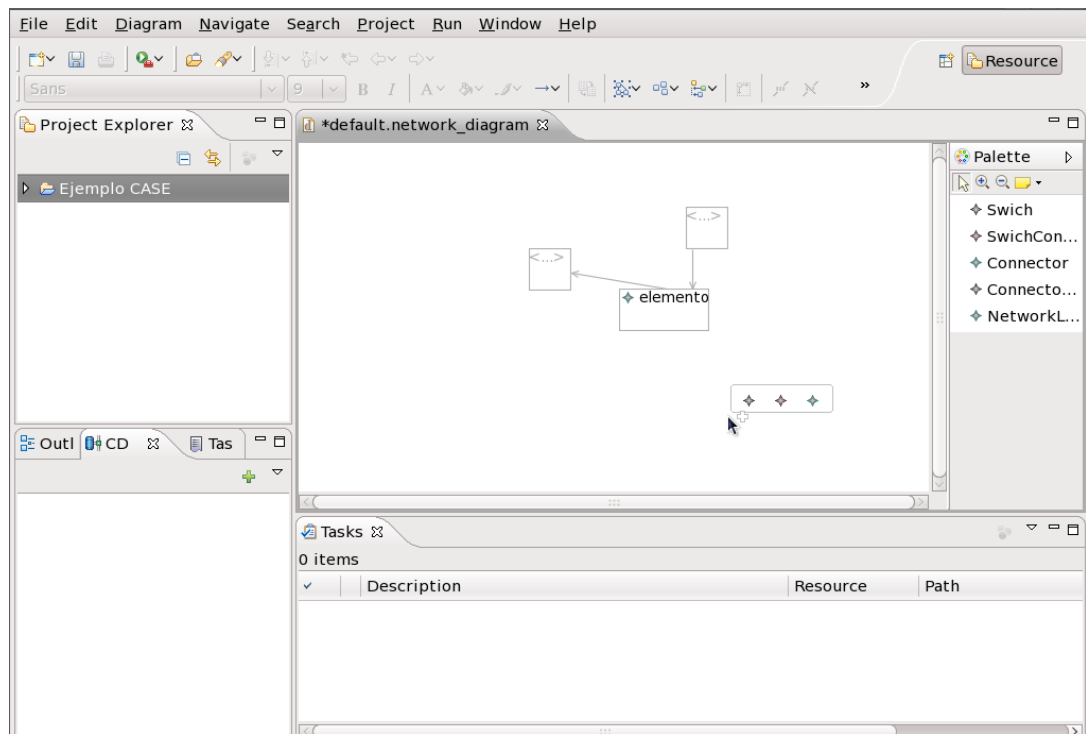 File Edit Diagram Navigate Search Project Run Window Help
Resource
Sans 9 B I A »
Project Explorer
*default.network_diagram
Palette
Ejemplo CASE
Swich
SwichCon...
Connector
Connecto...
NetworkL...
<...>
<...>
elemento
Outl CD Tas
Tasks
0 items
Description Resource Path